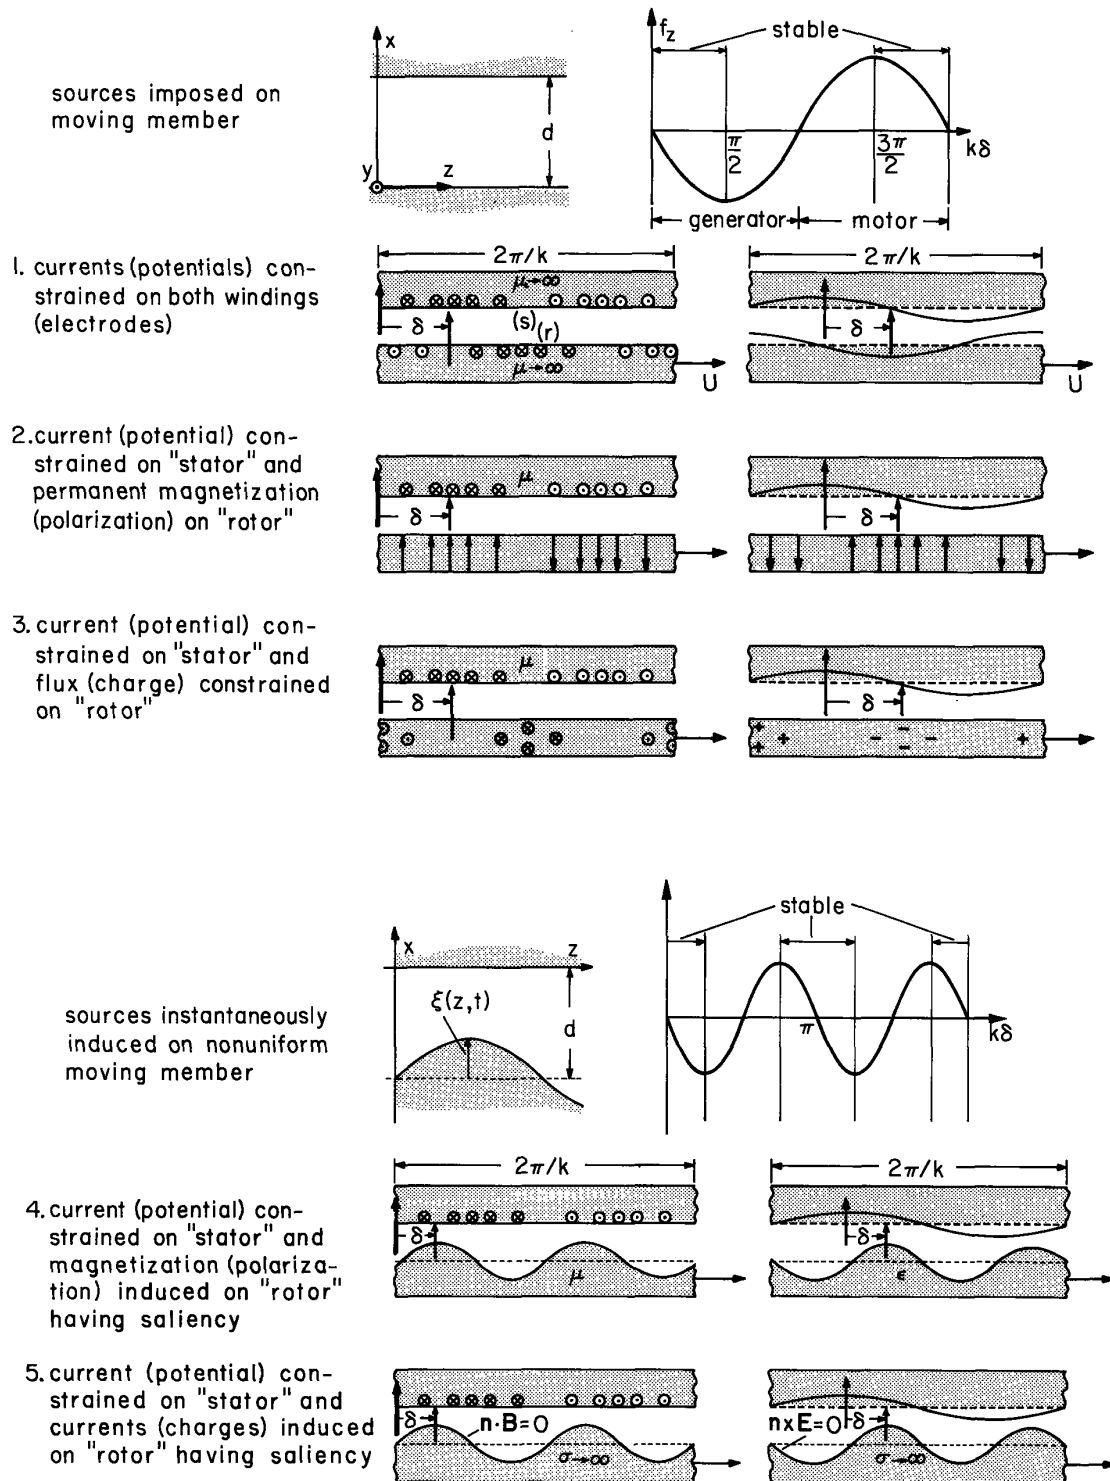 x
f_z
stable
sources imposed on
moving member
d
y
z
π/2
3π/2
kδ
generator
motor
1. currents (potentials) con-
strained on both windings
(electrodes)
2π/k
2π/k
μ→∞
δ
(s)
(r)
μ→∞
U
δ
U
2. current (potential) con-
strained on "stator" and
permanent magnetization
(polarization) on "rotor"
μ
δ
δ
3. current (potential) con-
strained on "stator" and
flux (charge) constrained
on "rotor"
μ
δ
δ
+ + + - - - - +
stable
x
z
ξ(z,t)
d
π
kδ
sources instantaneously
induced on nonuniform
moving member
2π/k
2π/k
4. current (potential) con-
strained on "stator" and
magnetization (polariza-
tion) induced on "rotor"
having saliency
δ
μ
δ
ϵ
5. current (potential) con-
strained on "stator" and
currents (charges) induced
on "rotor" having saliency
δ
n·B=0
σ→∞
n×E=0
δ
σ→∞